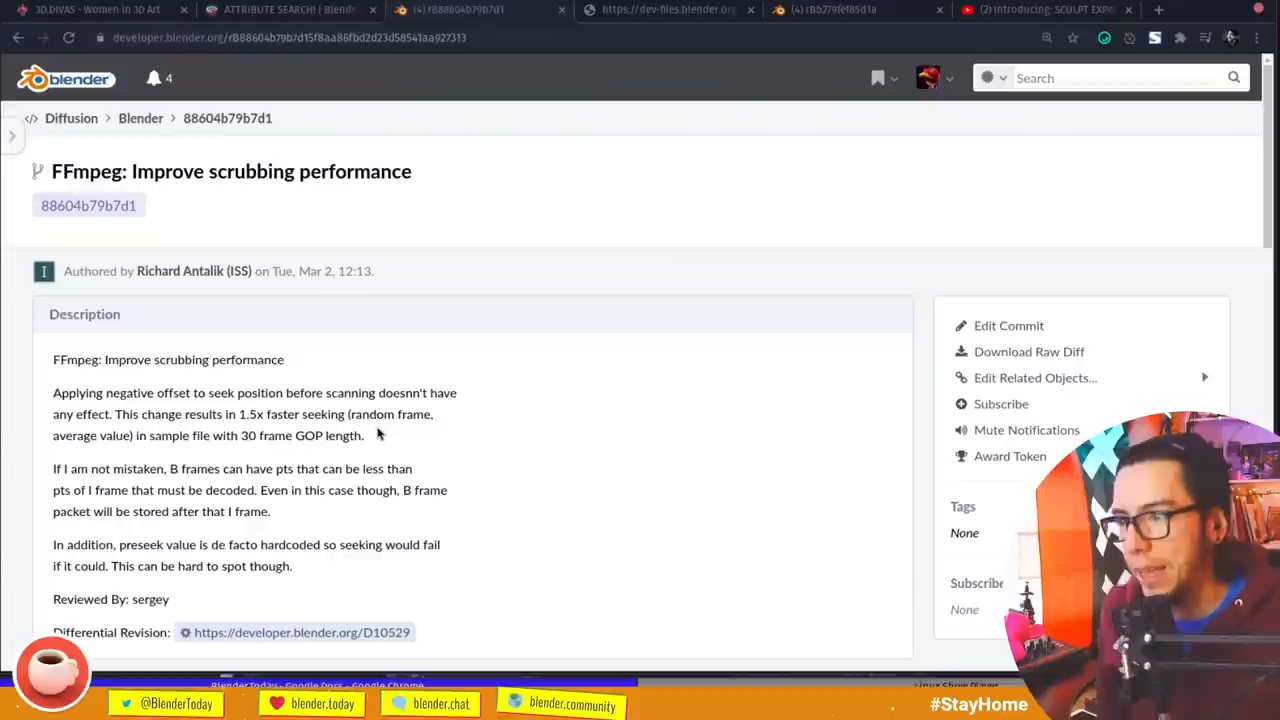 3D.DIVAS - Women in 3D Art
ATTRIBUTE SEARCH! | Blend
(4) rB88604b79b7d1
https://dev-files.blender.org
(4) rBb279fef85d1a
(2) Introducing: SCULPT EXP
developer.blender.org/rB88604b79b7d15f8aa86fbd2d23d58541aa927313
blender
4
Search
Diffusion > Blender > 88604b79b7d1
FFmpeg: Improve scrubbing performance
88604b79b7d1
I
Authored by Richard Antalik (ISS) on Tue, Mar 2, 12:13.
Description
FFmpeg: Improve scrubbing performance
Applying negative offset to seek position before scanning doesnn't have
any effect. This change results in 1.5x faster seeking (random frame,
average value) in sample file with 30 frame GOP length.
If I am not mistaken, B frames can have pts that can be less than
pts of I frame that must be decoded. Even in this case though, B frame
packet will be stored after that I frame.
In addition, preseek value is de facto hardcoded so seeking would fail
if it could. This can be hard to spot though.
Reviewed By: sergey
Differential Revision: https://developer.blender.org/D10529
Edit Commit
Download Raw Diff
Edit Related Objects...
Subscribe
Mute Notifications
Award Token
Tags
None
Subscribe
None
BlenderToday - Google Docs - Google Chrome
@BlenderToday
blender.today
blender.chat
blender.community
#StayHome